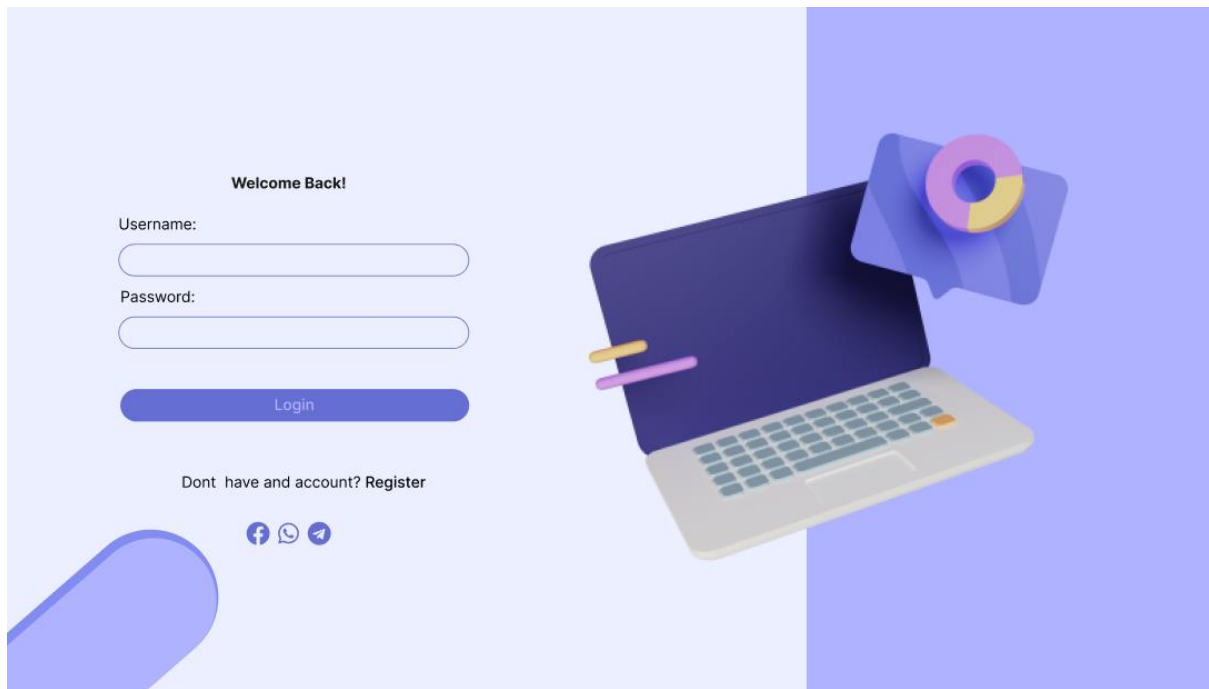 Welcome Back!
Username:
Password:
Login
Dont  have and account? Register